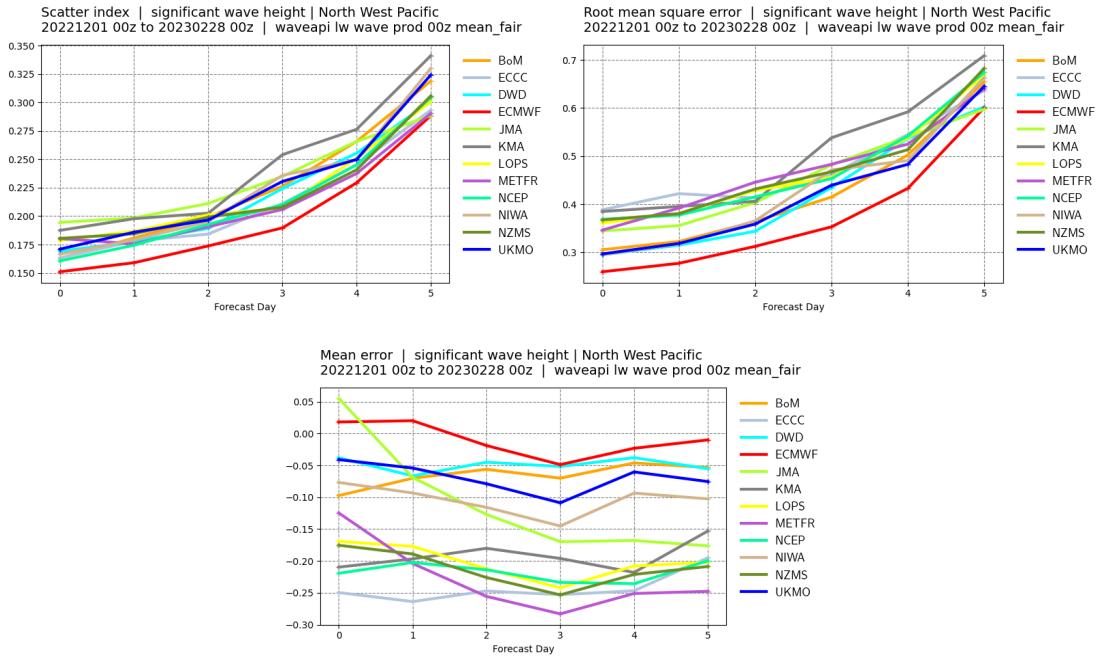 Scatter index  |  significant wave height | North West Pacific
20221201 00z to 20230228 00z  |  waveapi lw wave prod 00z mean_fair
0.350
0.325
0.300
0.275
0.250
0.225
0.200
0.175
0.150
0 1 2 3 4 5
Forecast Day
BoM
ECCC
DWD
ECMWF
JMA
KMA
LOPS
METFR
NCEP
NIWA
NZMS
UKMO
Root mean square error  |  significant wave height | North West Pacific
20221201 00z to 20230228 00z  |  waveapi lw wave prod 00z mean_fair
0.7
0.6
0.5
0.4
0.3
0 1 2 3 4 5
Forecast Day
BoM
ECCC
DWD
ECMWF
JMA
KMA
LOPS
METFR
NCEP
NIWA
NZMS
UKMO
Mean error  |  significant wave height | North West Pacific
20221201 00z to 20230228 00z  |  waveapi lw wave prod 00z mean_fair
0.05
0.00
−0.05
−0.10
−0.15
−0.20
−0.25
−0.30
0 1 2 3 4 5
Forecast Day
BoM
ECCC
DWD
ECMWF
JMA
KMA
LOPS
METFR
NCEP
NIWA
NZMS
UKMO